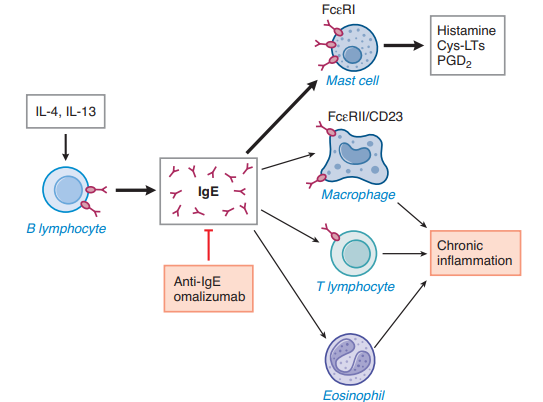 FcεRI
Histamine
Cys-LTs
PGD₂
Mast cell
IL-4, IL-13
FcεRII/CD23
IgE
Macrophage
B lymphocyte
Chronic
inflammation
Anti-IgE
omalizumab
T lymphocyte
Eosinophil